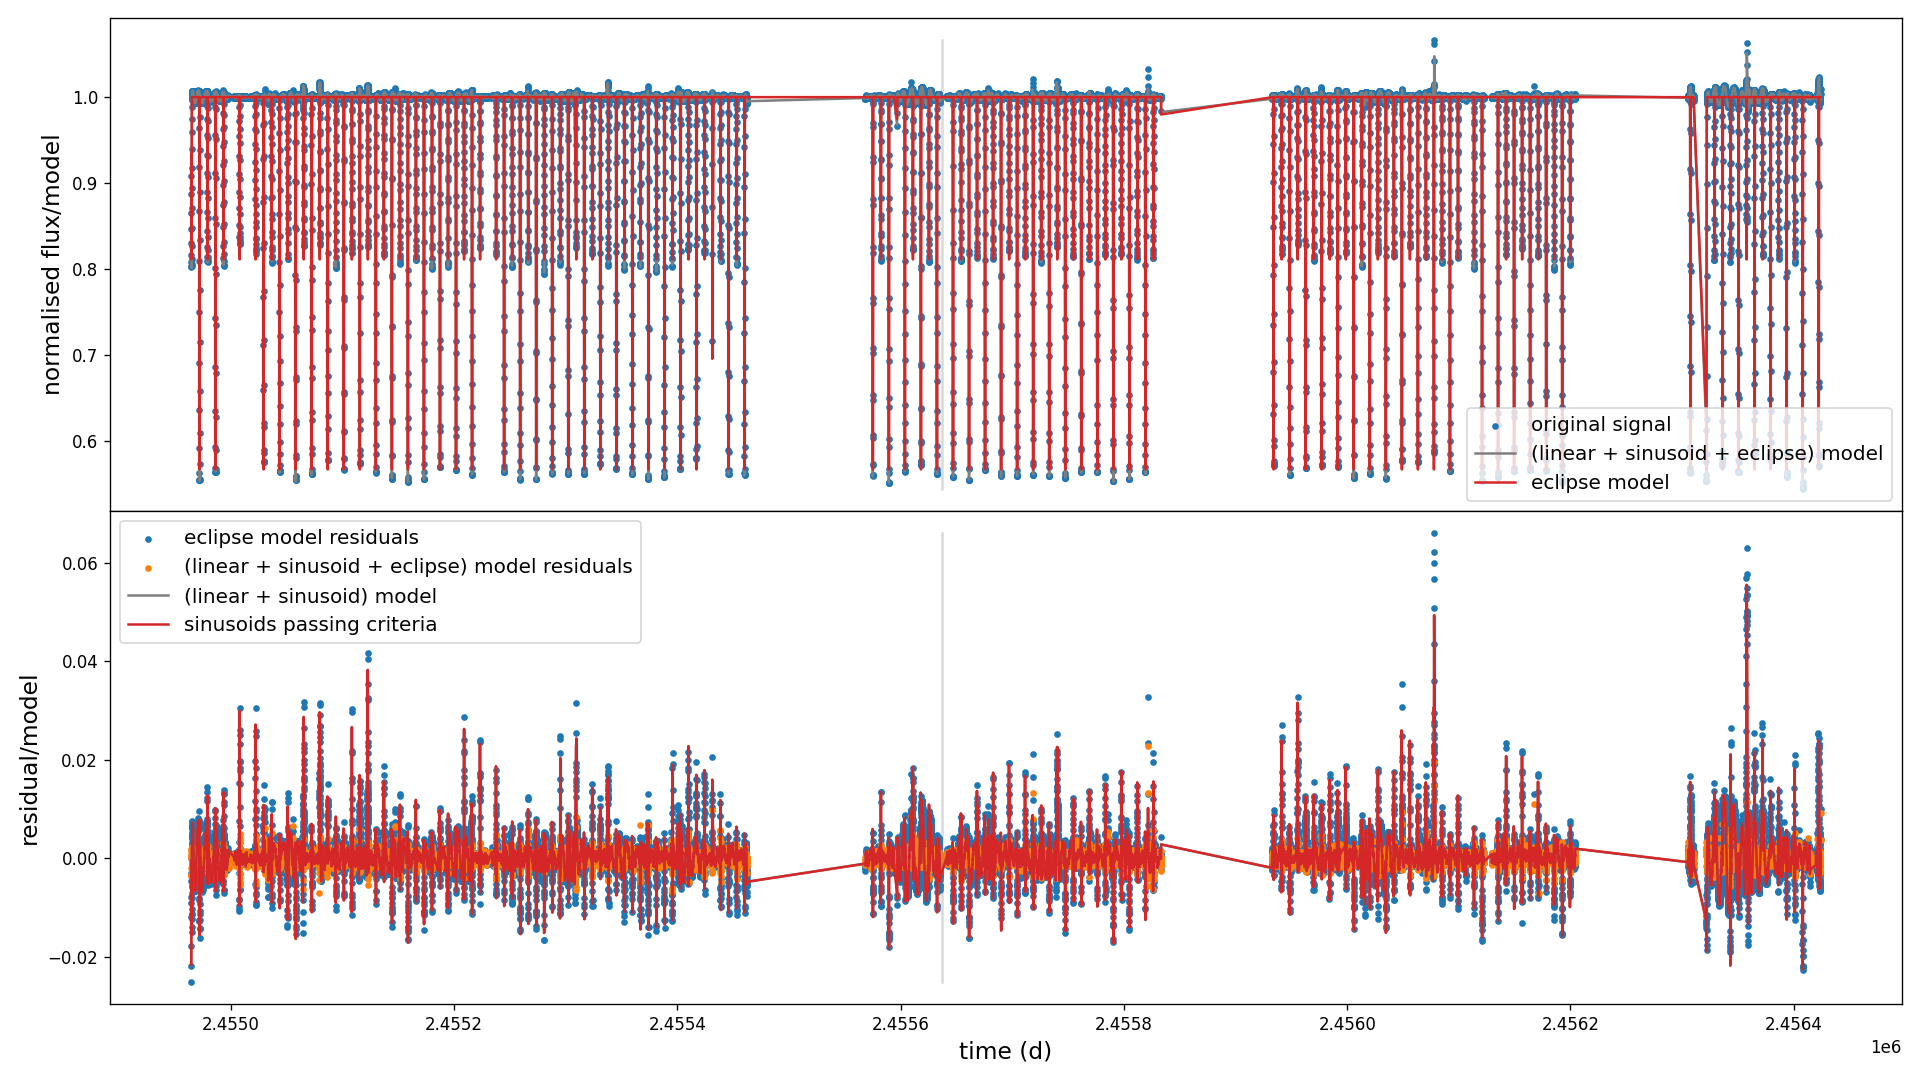 normalised flux/model
1.0
0.9
0.8
0.7
0.6
original signal
(linear + sinusoid + eclipse) model
eclipse model
residual/model
0.06
0.04
0.02
0.00
−0.02
eclipse model residuals
(linear + sinusoid + eclipse) model residuals
(linear + sinusoid) model
sinusoids passing criteria
2.4550
2.4552
2.4554
2.4556
2.4558
2.4560
2.4562
2.4564
1e6
time (d)